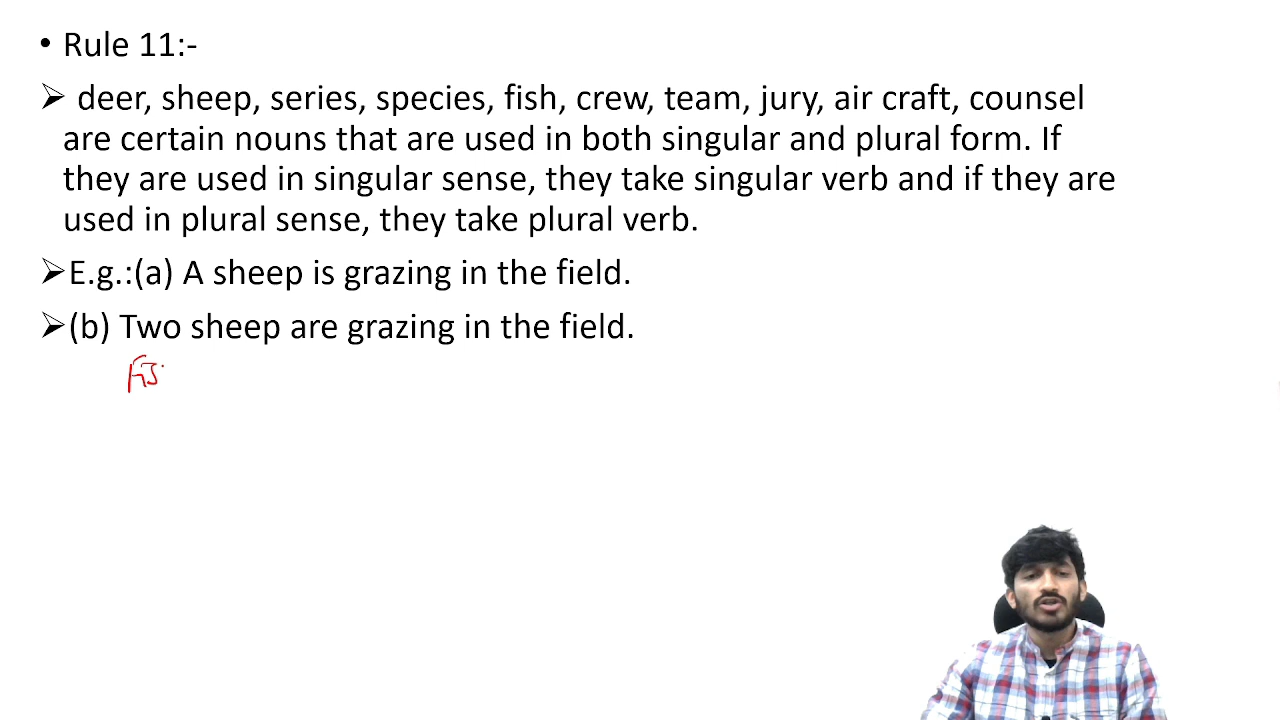 • Rule 11:-
➢ deer, sheep, series, species, fish, crew, team, jury, air craft, counsel
are certain nouns that are used in both singular and plural form. If
they are used in singular sense, they take singular verb and if they are
used in plural sense, they take plural verb.
➢E.g.:(a) A sheep is grazing in the field.
➢(b) Two sheep are grazing in the field.